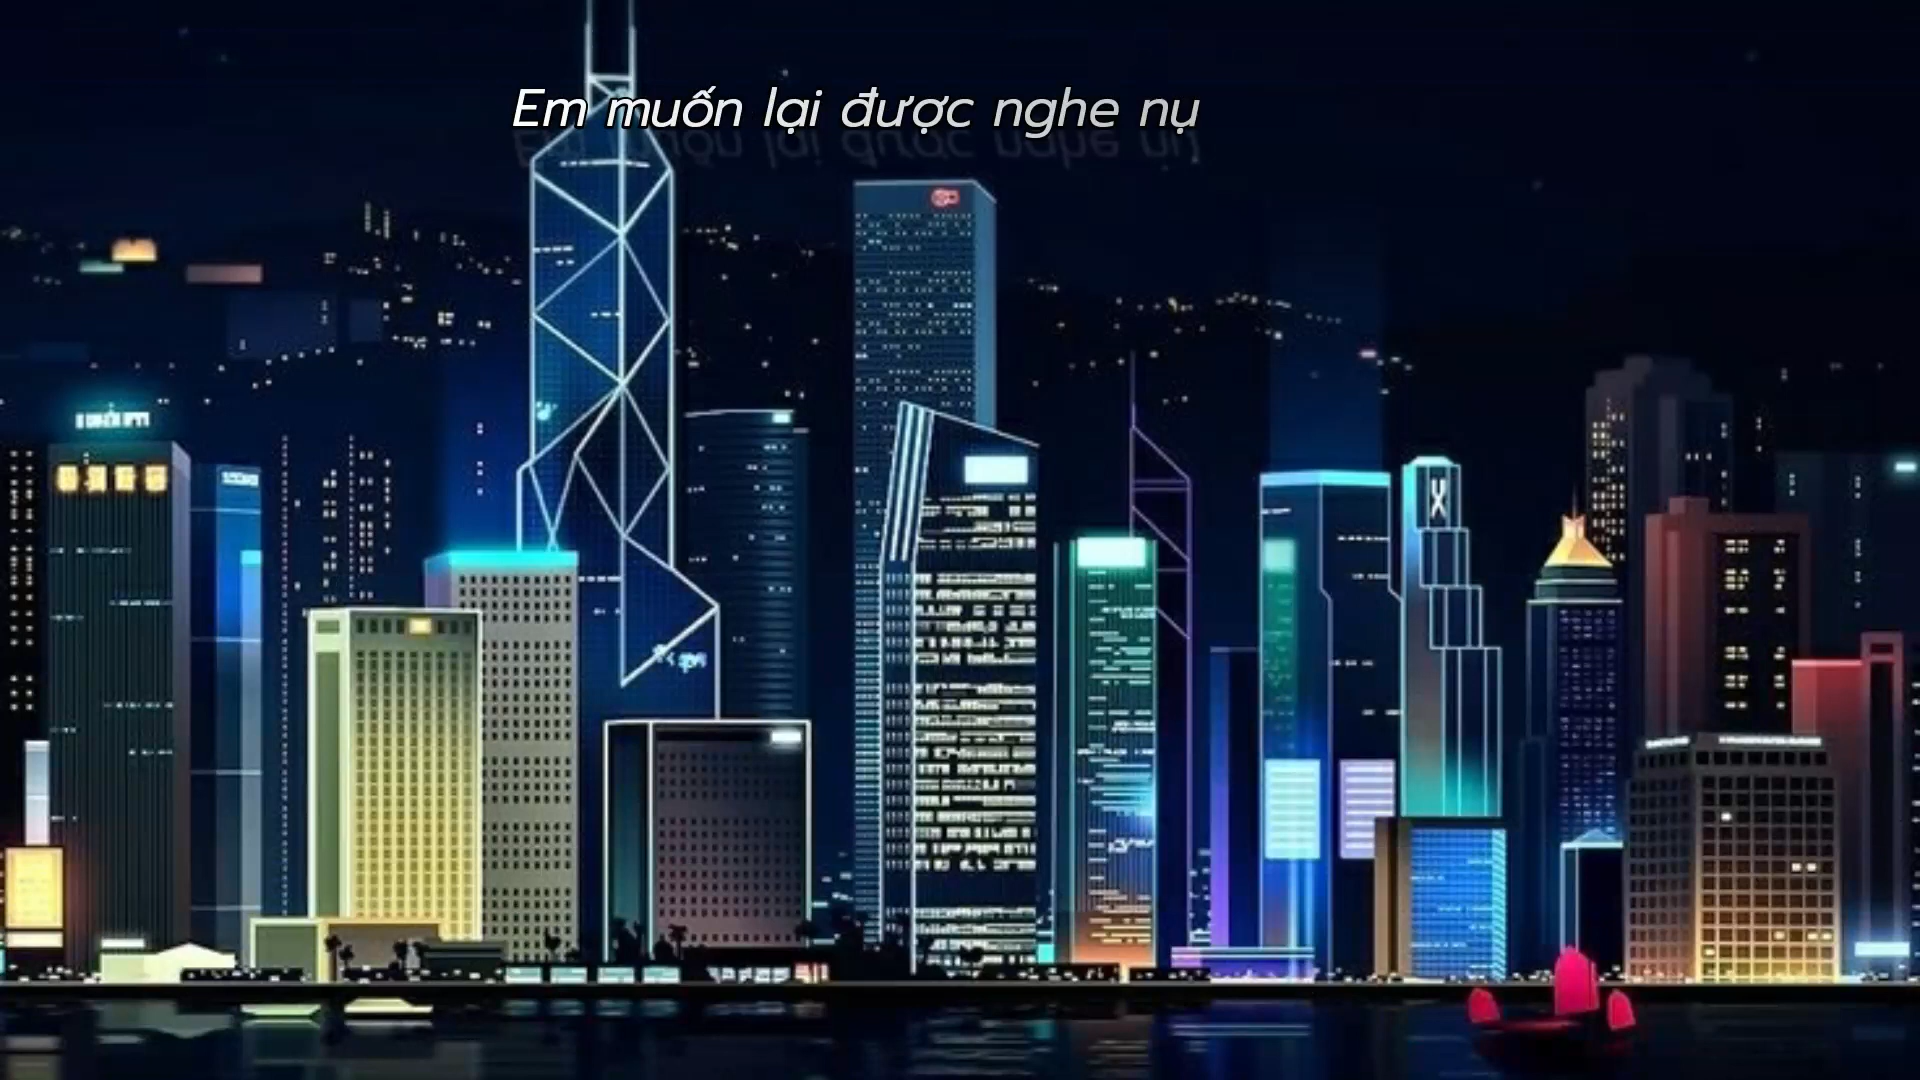 Em muốn lại được nghe nụ